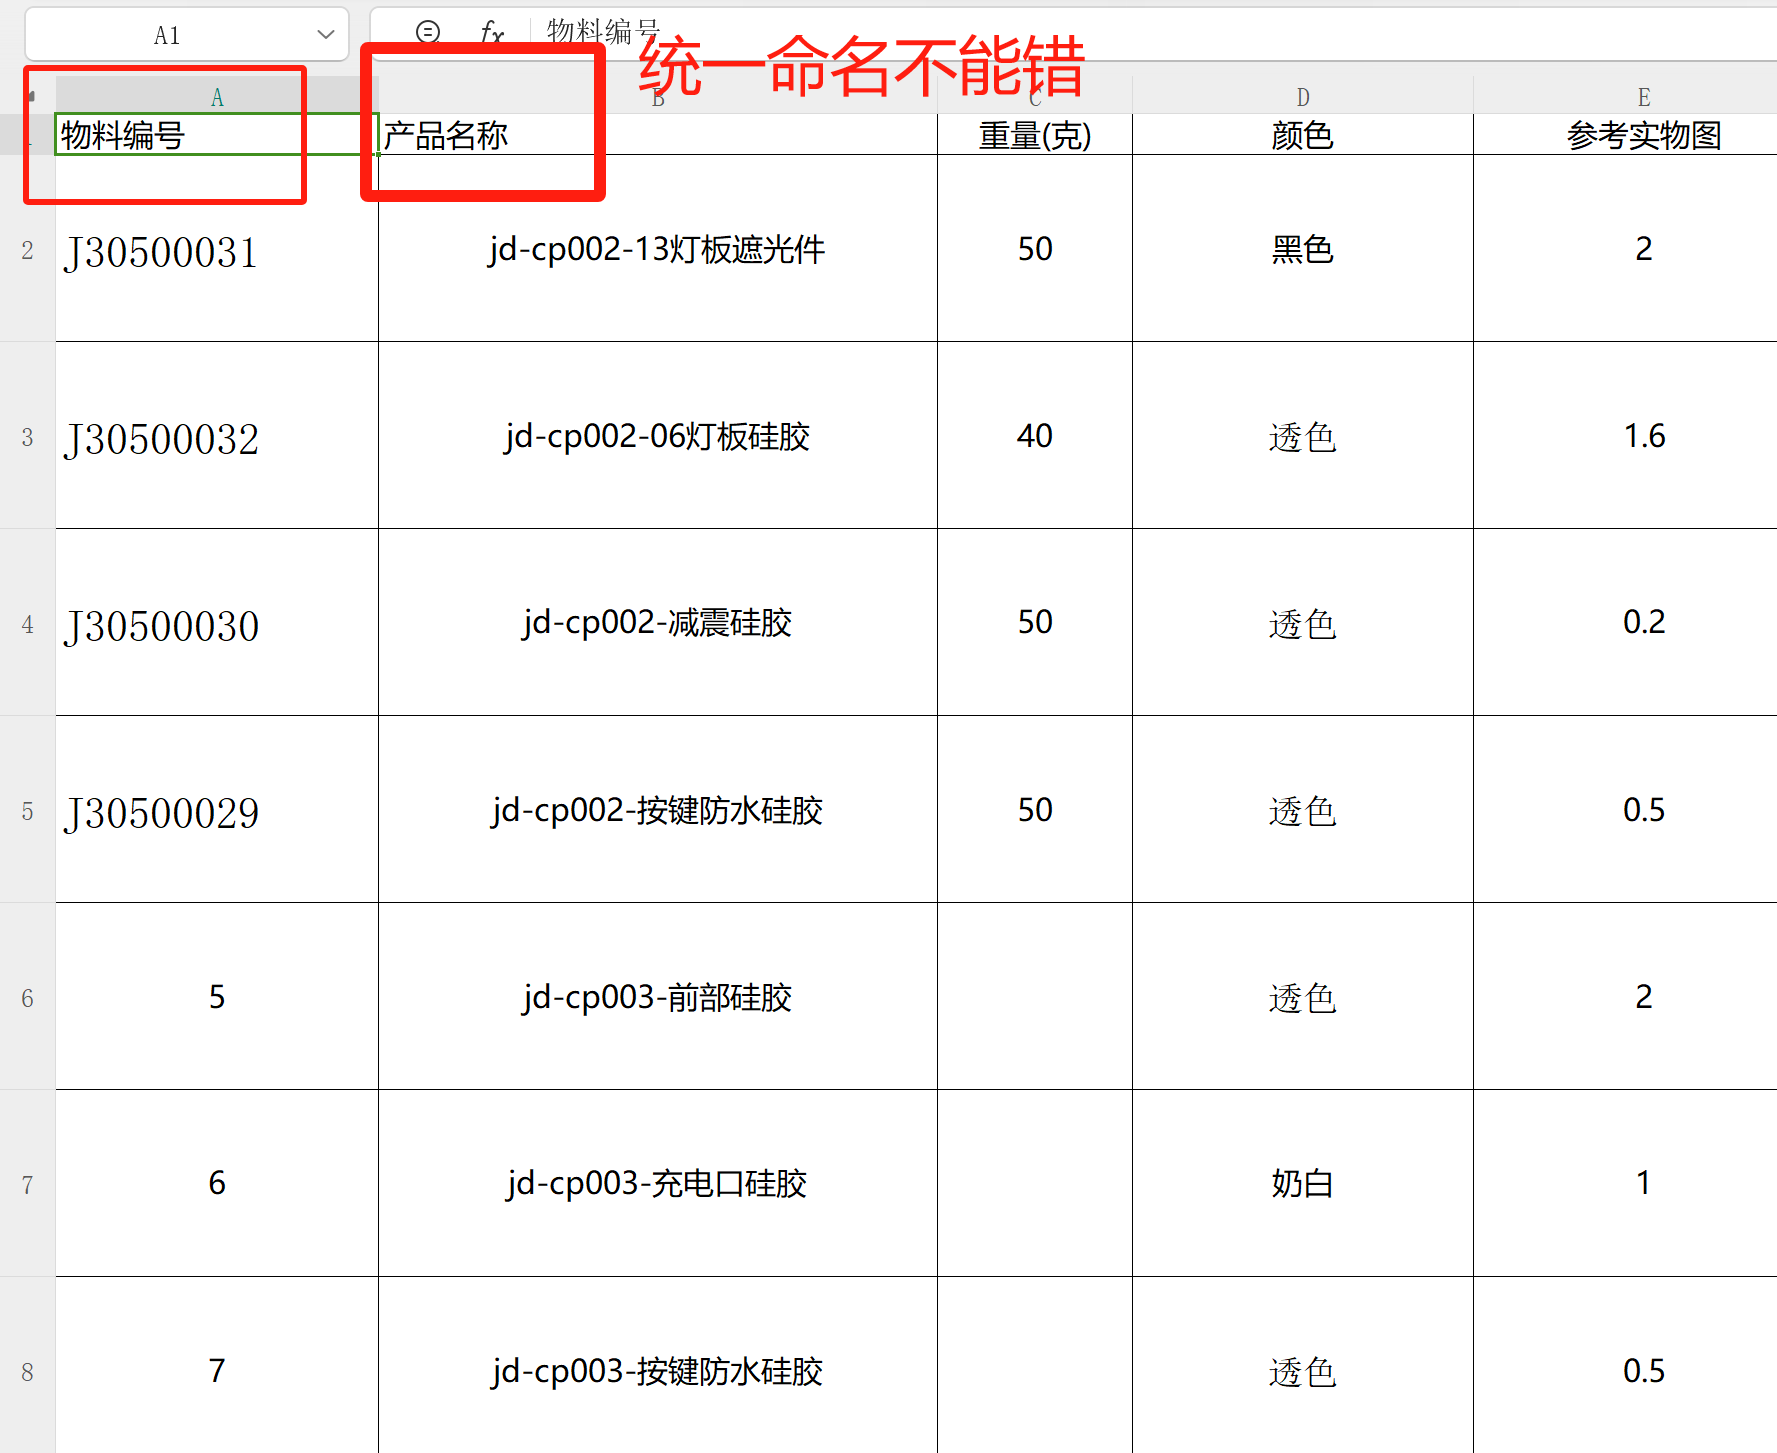 A1
fx 物料编号
统一命名不能错
A B C D E
1 物料编号 产品名称 重量(克) 颜色 参考实物图
2 J30500031 jd-cp002-13灯板遮光件 50 黑色 2
3 J30500032 jd-cp002-06灯板硅胶 40 透色 1.6
4 J30500030 jd-cp002-减震硅胶 50 透色 0.2
5 J30500029 jd-cp002-按键防水硅胶 50 透色 0.5
6 5 jd-cp003-前部硅胶 透色 2
7 6 jd-cp003-充电口硅胶 奶白 1
8 7 jd-cp003-按键防水硅胶 透色 0.5